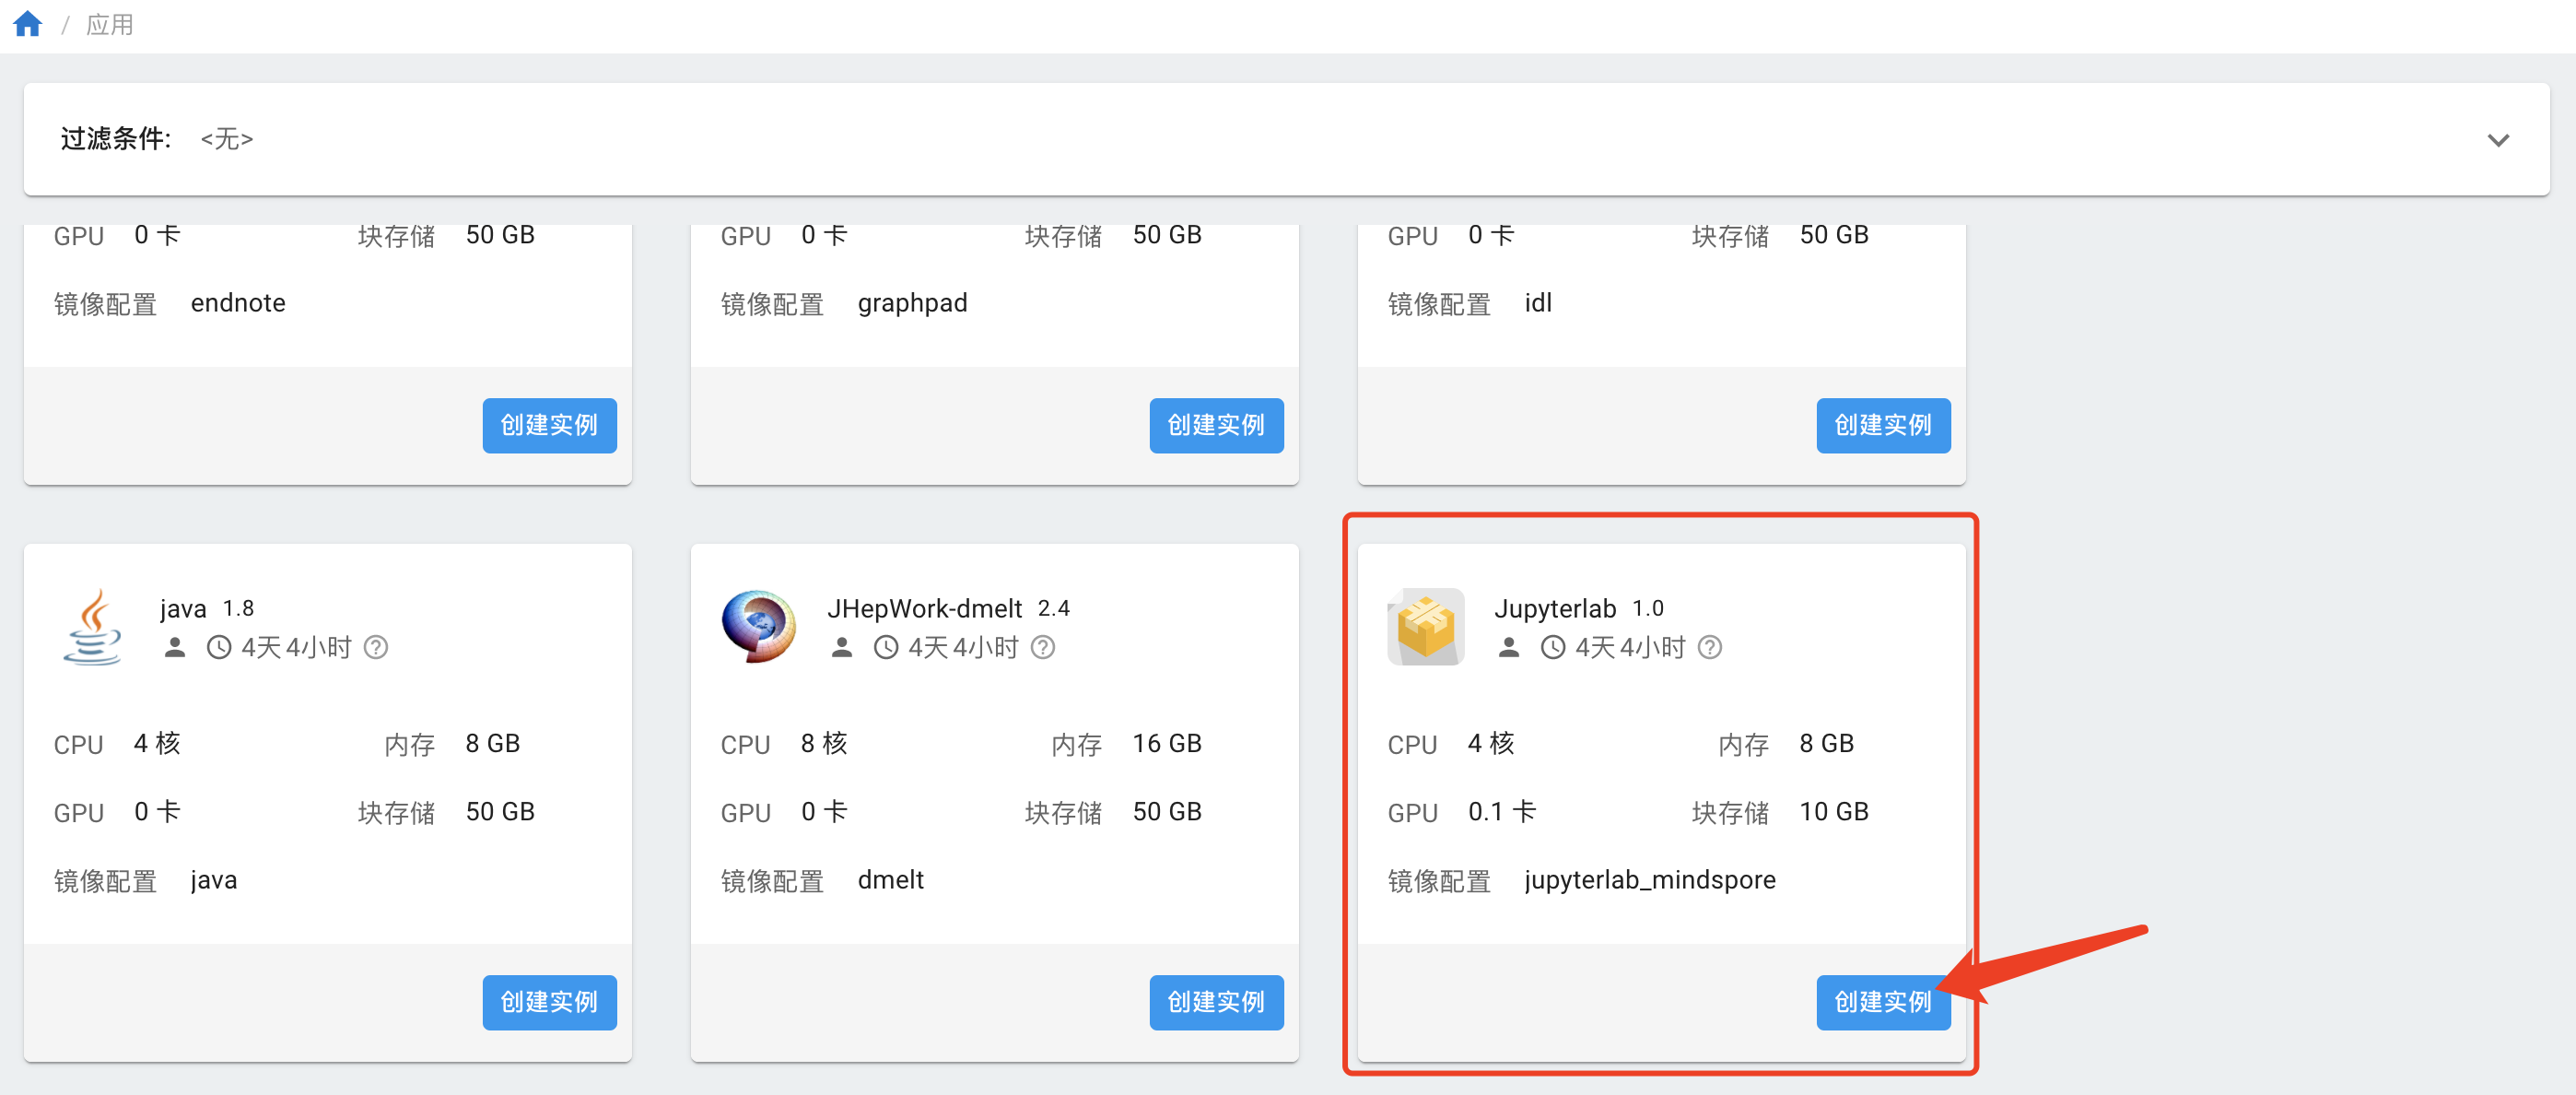 / 应用
过滤条件: <无>
GPU 0 卡 块存储 50 GB
镜像配置 endnote
创建实例
GPU 0 卡 块存储 50 GB
镜像配置 graphpad
创建实例
GPU 0 卡 块存储 50 GB
镜像配置 idl
创建实例
java 1.8
4天 4小时
CPU 4 核 内存 8 GB
GPU 0 卡 块存储 50 GB
镜像配置 java
创建实例
JHepWork-dmelt 2.4
4天 4小时
CPU 8 核 内存 16 GB
GPU 0 卡 块存储 50 GB
镜像配置 dmelt
创建实例
Jupyterlab 1.0
4天 4小时
CPU 4 核 内存 8 GB
GPU 0.1 卡 块存储 10 GB
镜像配置 jupyterlab_mindspore
创建实例